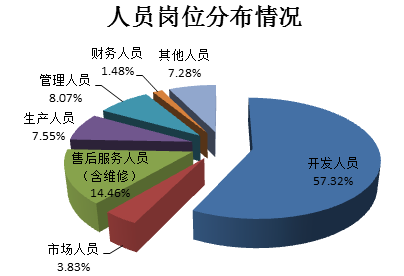 人员岗位分布情况
财务人员
1.48%
其他人员
7.28%
管理人员
8.07%
生产人员
7.55%
售后服务人员
（含维修）
14.46%
开发人员
57.32%
市场人员
3.83%